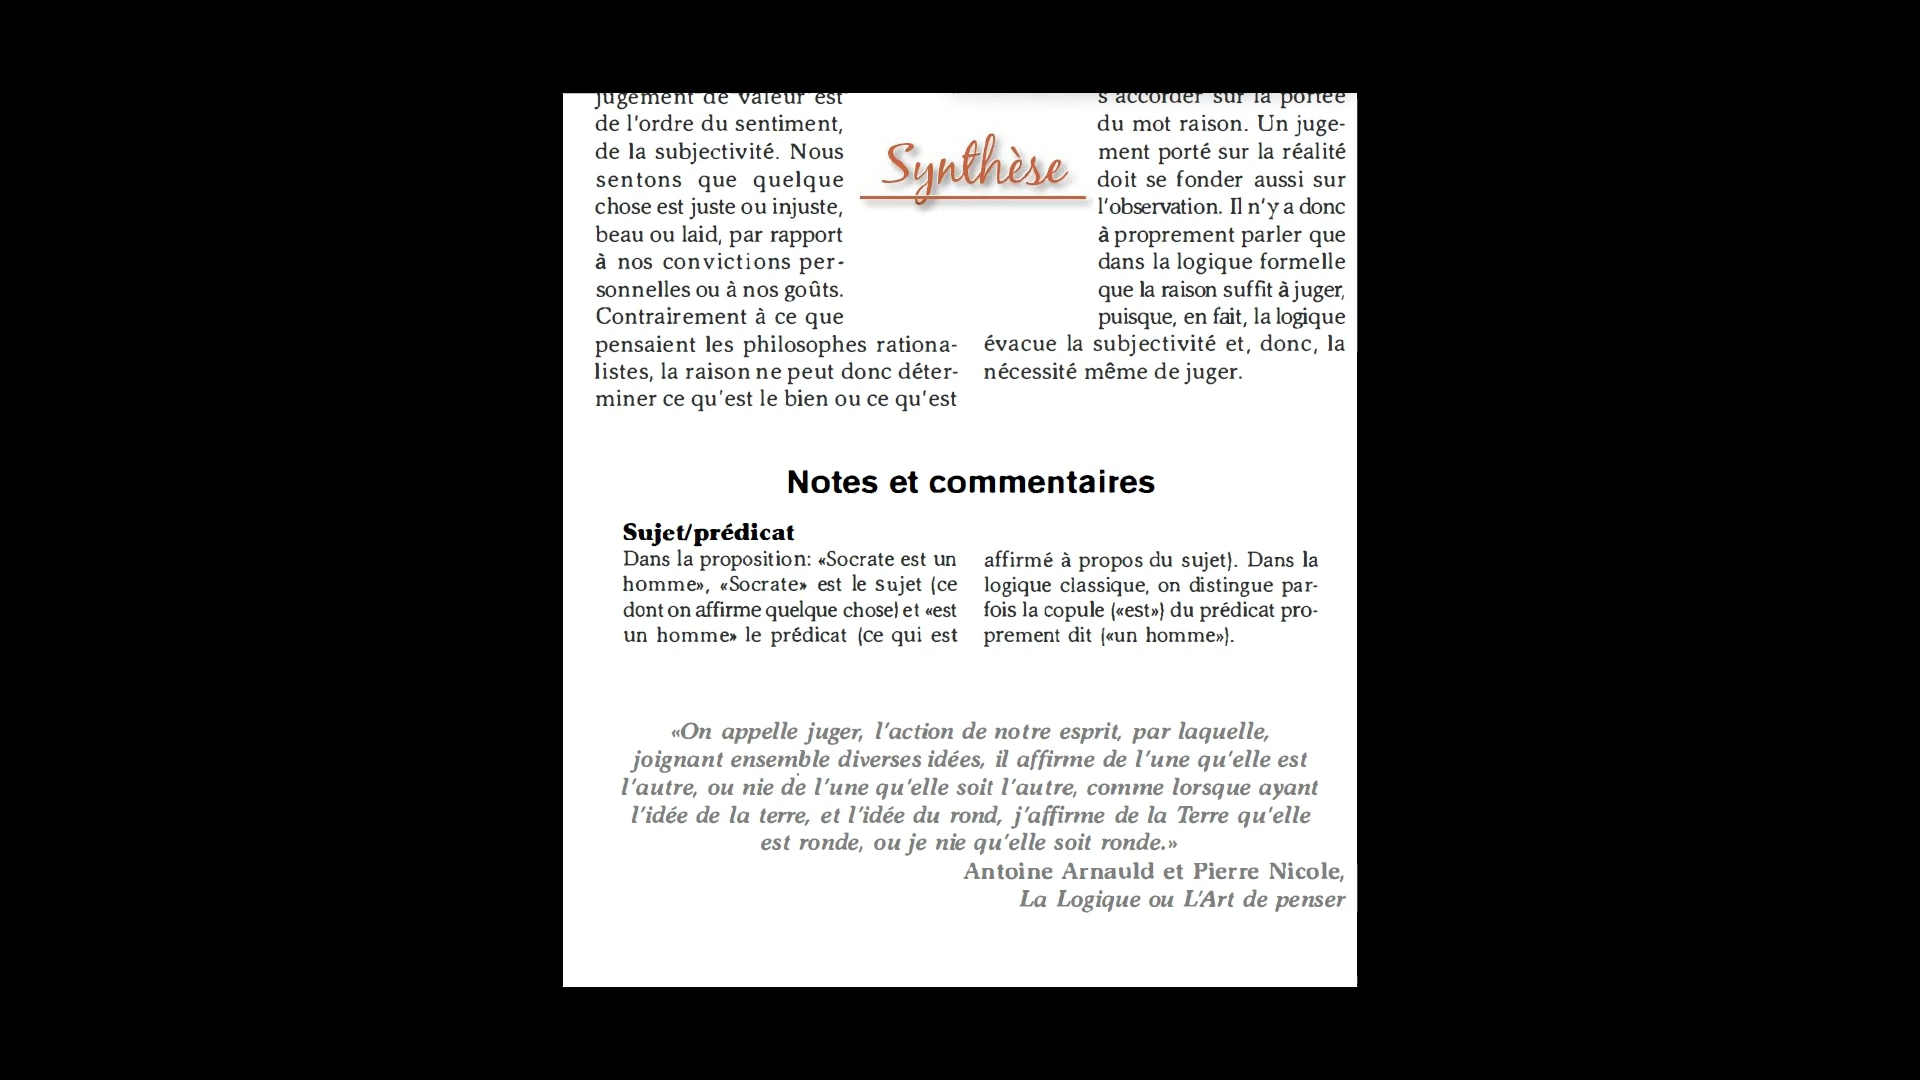 jugement de valeur est
de l'ordre du sentiment,
de la subjectivité. Nous
sentons que quelque
chose est juste ou injuste,
beau ou laid, par rapport
à nos convictions per-
sonnelles ou à nos goûts.
Contrairement à ce que
pensaient les philosophes rationa-
listes, la raison ne peut donc déter-
miner ce qu'est le bien ou ce qu'est
Synthèse
s'accorder sur la portée
du mot raison. Un juge-
ment porté sur la réalité
doit se fonder aussi sur
l'observation. Il n'y a donc
à proprement parler que
dans la logique formelle
que la raison suffit à juger,
puisque, en fait, la logique
évacue la subjectivité et, donc, la
nécessité même de juger.
Notes et commentaires
Sujet/prédicat
Dans la proposition: «Socrate est un
homme», «Socrate» est le sujet (ce
dont on affirme quelque chose) et «est
un homme» le prédicat (ce qui est
affirmé à propos du sujet). Dans la
logique classique, on distingue par-
fois la copule («est») du prédicat pro-
prement dit («un homme»).
«On appelle juger, l'action de notre esprit, par laquelle,
joignant ensemble diverses idées, il affirme de l'une qu'elle est
l'autre, ou nie de l'une qu'elle soit l'autre, comme lorsque ayant
l'idée de la terre, et l'idée du rond, j'affirme de la Terre qu'elle
est ronde, ou je nie qu'elle soit ronde.»
Antoine Arnauld et Pierre Nicole,
La Logique ou L'Art de penser